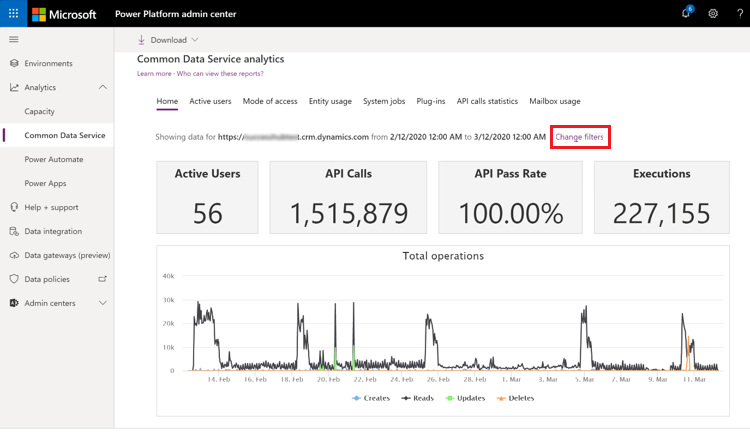 Microsoft Power Platform admin center 6 ?
Download
Common Data Service analytics
Learn more · Who can view these reports?
Environments
Analytics
Capacity
Common Data Service
Power Automate
Power Apps
Help + support
Data integration
Data gateways (preview)
Data policies
Admin centers
Home Active users Mode of access Entity usage System jobs Plug-ins API calls statistics Mailbox usage
Showing data for https:// t.crm.dynamics.com from 2/12/2020 12:00 AM to 3/12/2020 12:00 AM Change filters
Active Users API Calls API Pass Rate Executions
56 1,515,879 100.00% 227,155
Total operations
40k
30k
20k
10k
0k
14. Feb 16. Feb 18. Feb 20. Feb 22. Feb 24. Feb 26. Feb 28. Feb 1. Mar 3. Mar 5. Mar 7. Mar 9. Mar 11. Mar
Creates Reads Updates Deletes